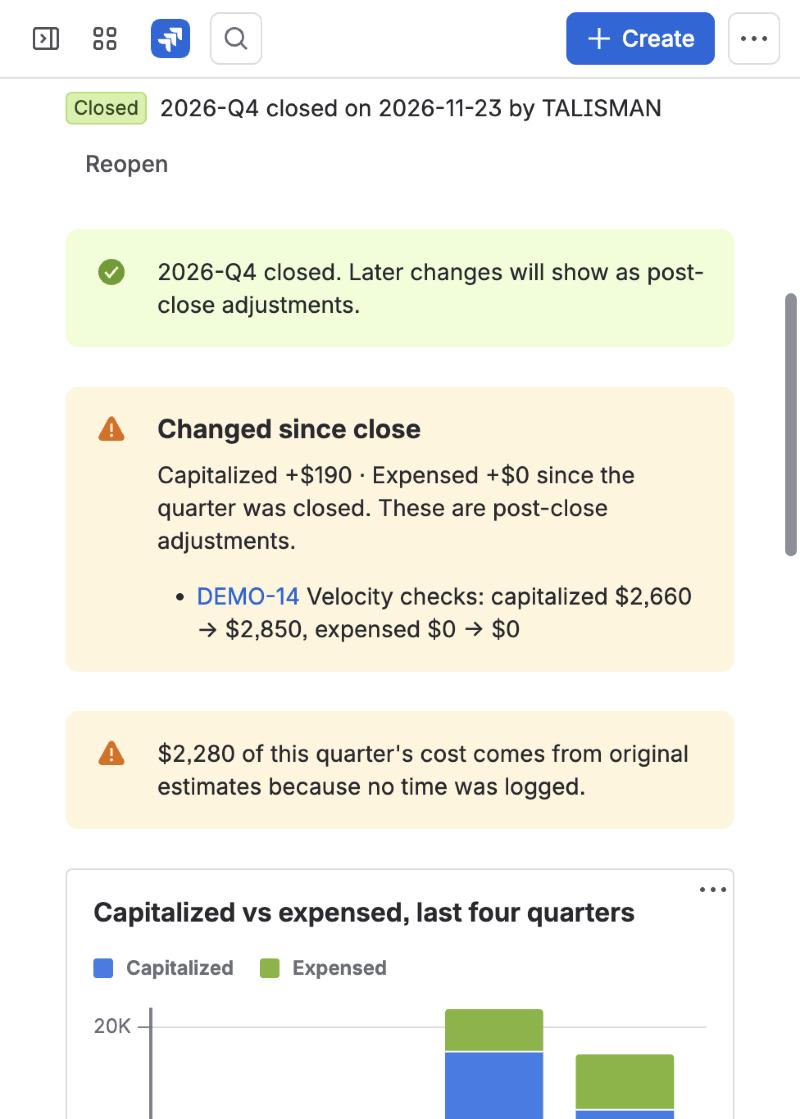 Create
Closed 2026-Q4 closed on 2026-11-23 by TALISMAN
Reopen
2026-Q4 closed. Later changes will show as post-
close adjustments.
Changed since close
Capitalized +$190 · Expensed +$0 since the
quarter was closed. These are post-close
adjustments.
• DEMO-14 Velocity checks: capitalized $2,660
→ $2,850, expensed $0 → $0
$2,280 of this quarter's cost comes from original
estimates because no time was logged.
Capitalized vs expensed, last four quarters
Capitalized Expensed
20K